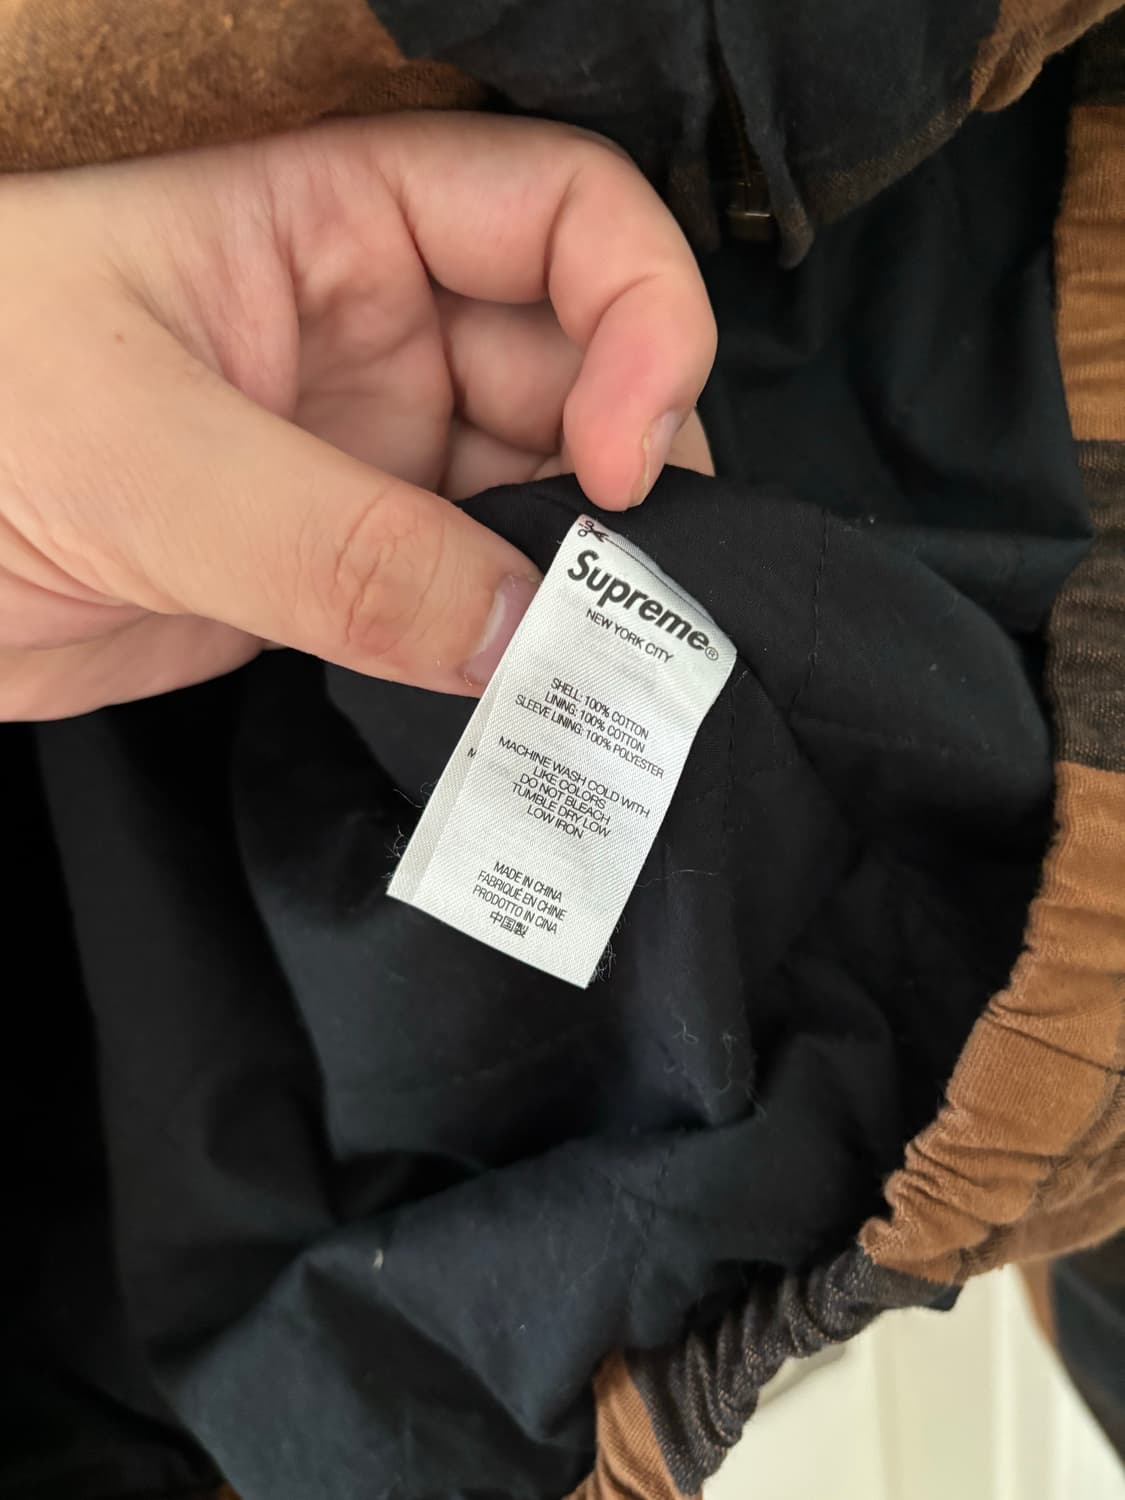 Supreme®
NEW YORK CITY
SHELL: 100% COTTON
LINING: 100% COTTON
SLEEVE LINING: 100% POLYESTER
MACHINE WASH COLD WITH
LIKE COLORS
DO NOT BLEACH
TUMBLE DRY LOW
LOW IRON
MADE IN CHINA
FABRIQUÉ EN CHINE
PRODOTTO IN CINA
中国製
M